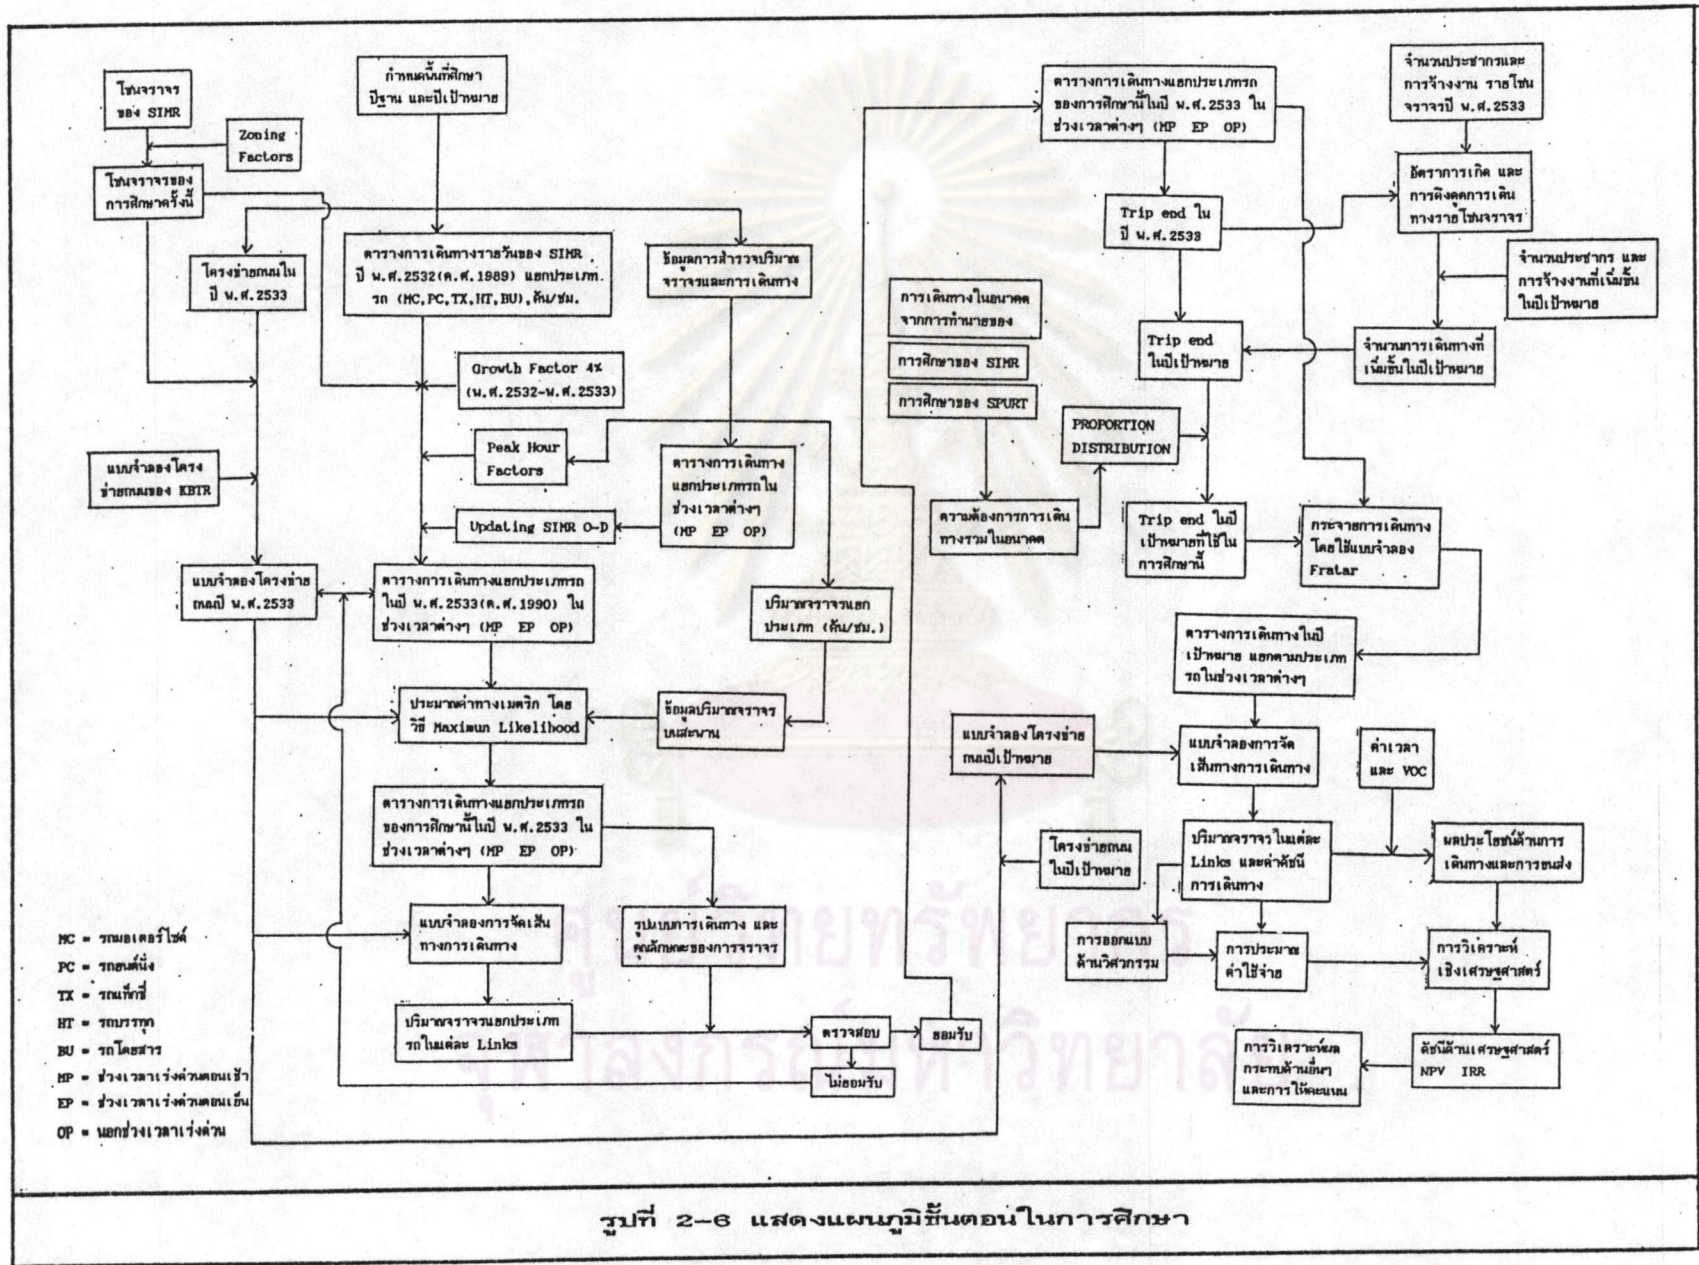 โซนจราจร
ของ SIMR
Zoning
Factors
โซนจราจรของ
การศึกษาครั้งนี้
กำหนดพื้นที่ศึกษา
ปีฐาน และปีเป้าหมาย
โครงข่ายถนนใน
ปี พ.ศ.2533
ตารางการเดินทางรายวันของ SIMR
ปี พ.ศ.2532(ค.ศ.1989) แยกประเภท
รถ (MC,PC,TX,HT,BU),คัน/ชม.
ข้อมูลการสำรวจปริมาณ
จราจรและการเดินทาง
Growth Factor 4%
(พ.ศ.2532-พ.ศ.2533)
Peak Hour
Factors
แบบจำลองโครง
ข่ายถนนของ KBTR
ตารางการเดินทาง
แยกประเภทรถใน
ช่วงเวลาต่างๆ
(MP EP OP)
Updating SIMR O-D
แบบจำลองโครงข่าย
ถนนปี พ.ศ.2533
ตารางการเดินทางแยกประเภทรถ
ในปี พ.ศ.2533(ค.ศ.1990) ใน
ช่วงเวลาต่างๆ (MP EP OP)
ปริมาณจราจรแยก
ประเภท (คัน/ชม.)
ประมาณค่าทางเมตริก โดย
วิธี Maximun Likelihood
ข้อมูลปริมาณจราจร
บนสะพาน
ตารางการเดินทางแยกประเภทรถ
ของการศึกษานี้ในปี พ.ศ.2533 ใน
ช่วงเวลาต่างๆ (MP EP OP)
แบบจำลองการจัดเส้น
ทางการเดินทาง
รูปแบบการเดินทาง และ
คุณลักษณะของการจราจร
ปริมาณจราจรแยกประเภท
รถในแต่ละ Links
ตรวจสอบ
ยอมรับ
ไม่ยอมรับ
MC = รถมอเตอร์ไซค์
PC = รถยนต์นั่ง
TX = รถแท็กซี่
HT = รถบรรทุก
BU = รถโดยสาร
MP = ช่วงเวลาเร่งด่วนตอนเช้า
EP = ช่วงเวลาเร่งด่วนตอนเย็น
OP = นอกช่วงเวลาเร่งด่วน
ตารางการเดินทางแยกประเภทรถ
ของการศึกษานี้ในปี พ.ศ.2533 ใน
ช่วงเวลาต่างๆ (MP EP OP)
จำนวนประชากรและ
การจ้างงาน รายโซน
จราจรปี พ.ศ.2533
Trip end ใน
ปี พ.ศ.2533
อัตราการเกิด และ
การดึงดูดการเดิน
ทางรายโซนจราจร
จำนวนประชากร และ
การจ้างงานที่เพิ่มขึ้น
ในปีเป้าหมาย
การเดินทางในอนาคต
จากการทำนายของ
การศึกษาของ SIMR
การศึกษาของ SPURT
Trip end
ในปีเป้าหมาย
จำนวนการเดินทางที่
เพิ่มขึ้นในปีเป้าหมาย
PROPORTION
DISTRIBUTION
ความต้องการการเดิน
ทางรวมในอนาคต
Trip end ในปี
เป้าหมายที่ใช้ใน
การศึกษานี้
กระจายการเดินทาง
โดยใช้แบบจำลอง
Fratar
ตารางการเดินทางในปี
เป้าหมาย แยกตามประเภท
รถในช่วงเวลาต่างๆ
แบบจำลองโครงข่าย
ถนนปีเป้าหมาย
แบบจำลองการจัด
เส้นทางการเดินทาง
ค่าเวลา
และ VOC
โครงข่ายถนน
ในปีเป้าหมาย
ปริมาณจราจรในแต่ละ
Links และค่าดัชนี
การเดินทาง
ผลประโยชน์ด้านการ
เดินทางและการขนส่ง
การออกแบบ
ด้านวิศวกรรม
การประมาณ
ค่าใช้จ่าย
การวิเคราะห์
เชิงเศรษฐศาสตร์
การวิเคราะห์ผล
กระทบด้านอื่นๆ
และการให้คะแนน
ดัชนีด้านเศรษฐศาสตร์
NPV IRR
ศูนย์วิทยทรัพยากร
จุฬาลงกรณ์มหาวิทยาลัย
รูปที่ 2-6 แสดงแผนภูมิขั้นตอนในการศึกษา